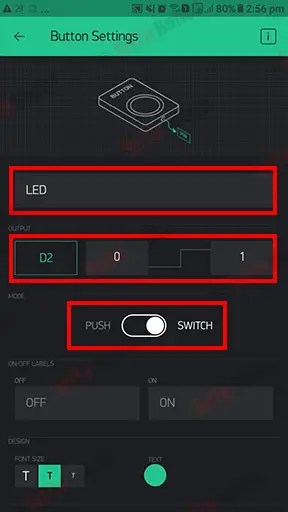 80% 2:56 pm
Button Settings
BUTTON
LED
OUTPUT
D2 0 1
MODE
PUSH SWITCH
ON/OFF LABELS
OFF ON
OFF ON
DESIGN
FONT SIZE TEXT
T T T